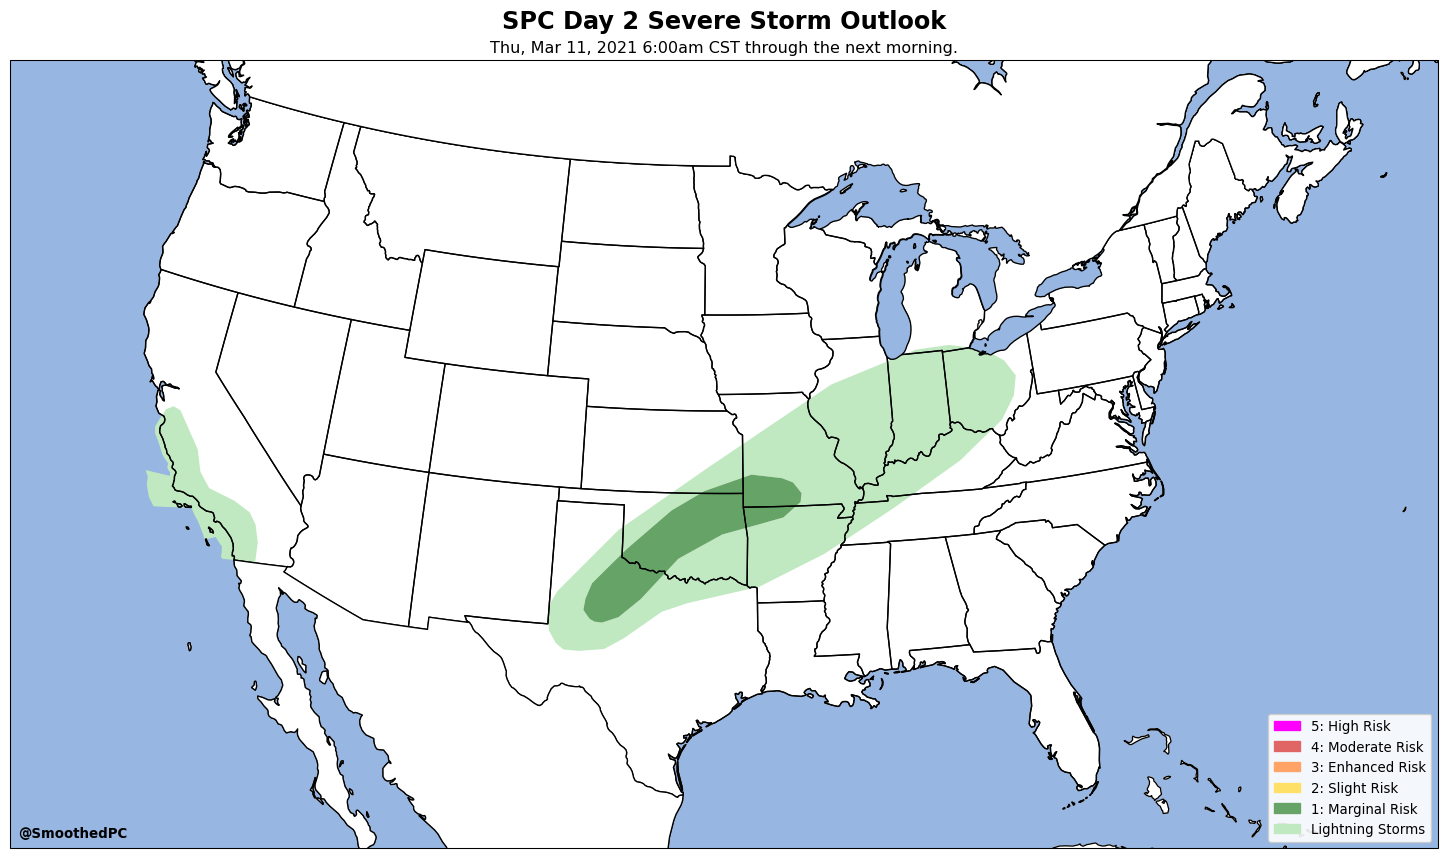 SPC Day 2 Severe Storm Outlook
Thu, Mar 11, 2021 6:00am CST through the next morning.
5: High Risk
4: Moderate Risk
3: Enhanced Risk
2: Slight Risk
1: Marginal Risk
Lightning Storms
@SmoothedPC